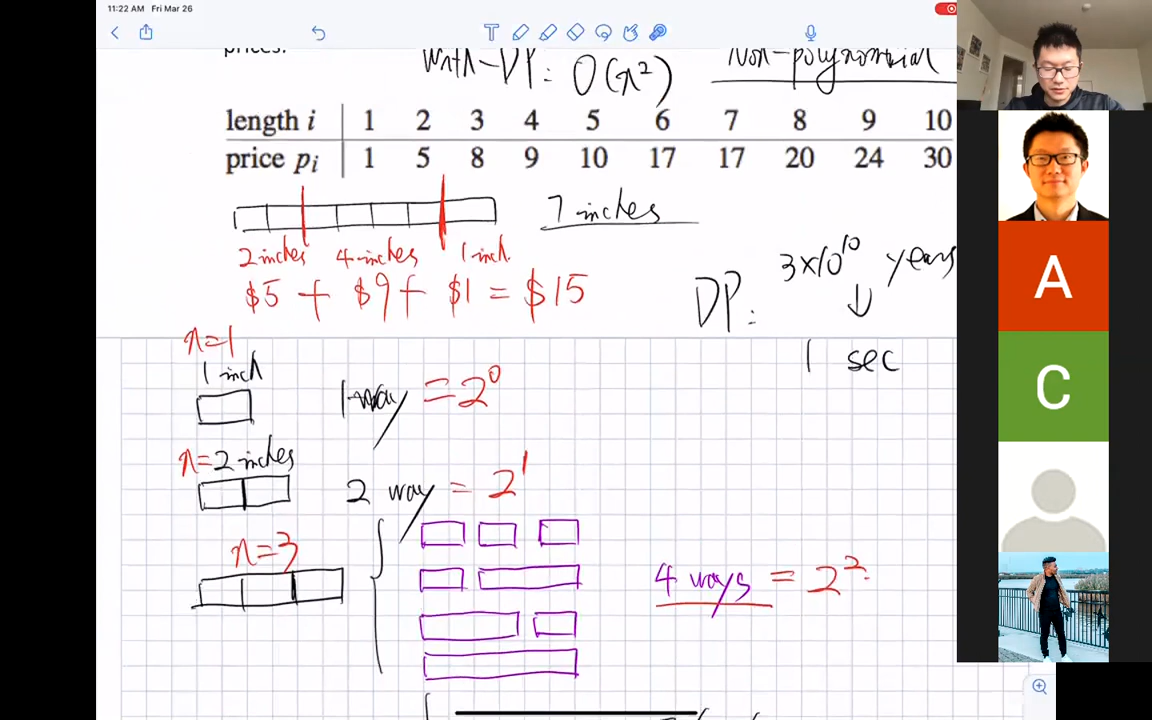 11:22 AM Fri Mar 26
prices.
With-DP: O(n²)
Non-polynomial
length i 1 2 3 4 5 6 7 8 9 10
price pᵢ 1 5 8 9 10 17 17 20 24 30
7 inches
2 inches 4 inches 1 inch
$5 + $9 + $1 = $15
DP: 3×10¹⁰ years
↓
1 sec
n=1
1 inch
1 way = 2⁰
n=2 inches
2 way = 2¹
n=3
4 ways = 2²
T
A
C